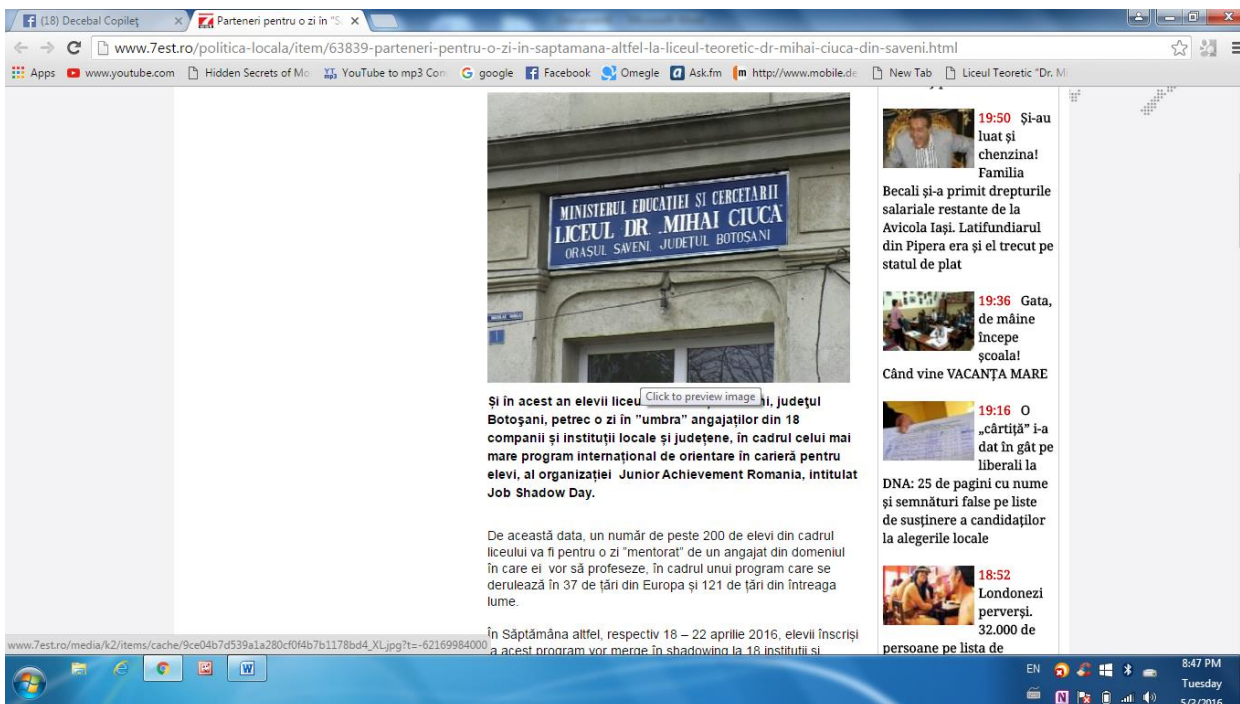 (18) Decebal Copileț
Parteneri pentru o zi in "S
www.7est.ro/politica-locala/item/63839-parteneri-pentru-o-zi-in-saptamana-altfel-la-liceul-teoretic-dr-mihai-ciuca-din-saveni.html
Apps www.youtube.com Hidden Secrets of Mo YouTube to mp3 Con google Facebook Omegle Ask.fm http://www.mobile.de New Tab Liceul Teoretic "Dr. M
MINISTERUL EDUCATIEI SI CERCETARII
LICEUL DR. MIHAI CIUCĂ
ORAȘUL SAVENI, JUDEȚUL BOTOȘANI
1
Click to preview image
Și în acest an elevii liceu i, județul
Botoșani, petrec o zi în "umbra" angajaților din 18
companii și instituții locale și județene, în cadrul celui mai
mare program internațional de orientare în carieră pentru
elevi, al organizației Junior Achievement Romania, intitulat
Job Shadow Day.
De această data, un număr de peste 200 de elevi din cadrul
liceului va fi pentru o zi "mentorat" de un angajat din domeniul
în care ei vor să profeseze, în cadrul unui program care se
derulează în 37 de țări din Europa și 121 de țări din întreaga
lume.
În Săptămâna altfel, respectiv 18 – 22 aprilie 2016, elevii înscriși
la acest program vor merge în shadowing la 18 instituții și
19:50 Și-au
luat și
chenzina!
Familia
Becali și-a primit drepturile
salariale restante de la
Avicola Iași. Latifundiarul
din Pipera era și el trecut pe
statul de plat
19:36 Gata,
de mâine
începe
școala!
Când vine VACANȚA MARE
19:16 O
„cârtiță” i-a
dat în gât pe
liberali la
DNA: 25 de pagini cu nume
și semnături false pe liste
de susținere a candidaților
la alegerile locale
18:52
Londonezi
perverși.
32.000 de
persoane pe lista de
www.7est.ro/media/k2/items/cache/9ce04b7d539a1a280cf0f4b7b1178bd4_XL.jpg?t=-62169984000
EN
8:47 PM
Tuesday
5/3/2016